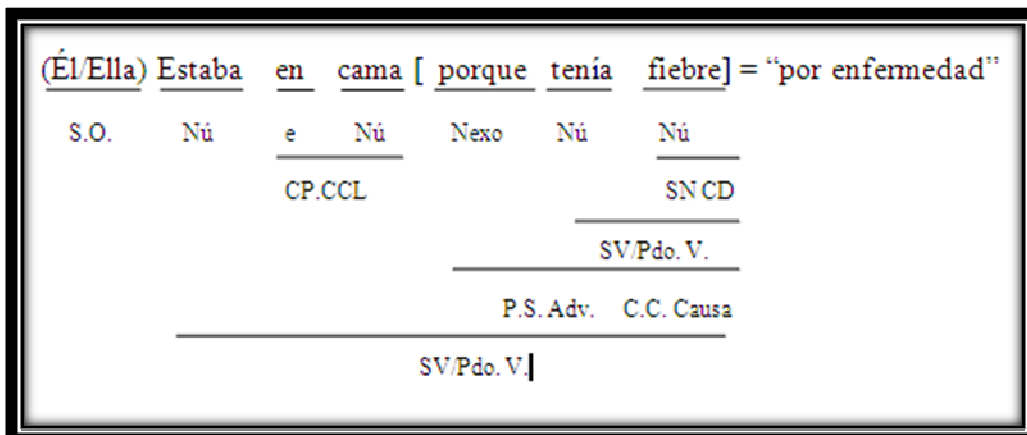 (Él/Ella) Estaba en cama [ porque tenía fiebre] = “por enfermedad”
S.O. Nú e Nú Nexo Nú Nú
CP.CCL SN CD
SV/Pdo. V.
P.S. Adv. C.C. Causa
SV/Pdo. V.